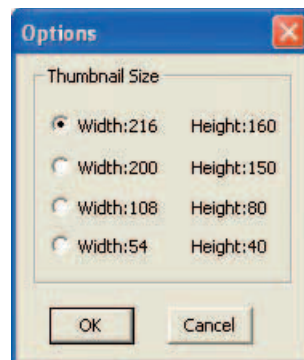 Options
Thumbnail Size
Width:216 Height:160
Width:200 Height:150
Width:108 Height:80
Width:54 Height:40
OK Cancel